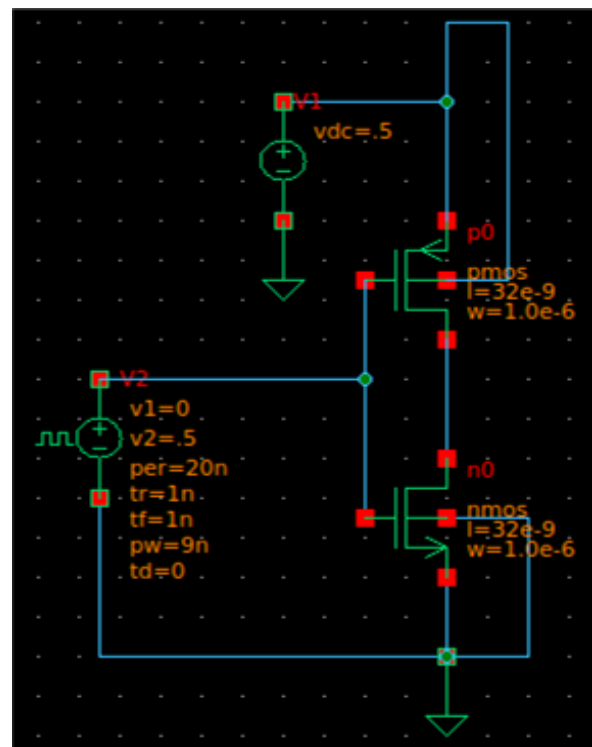 V1
vdc=.5
p0
pmos
l=32e-9
w=1.0e-6
V2
v1=0
v2=.5
per=20n
tr=1n
tf=1n
pw=9n
td=0
n0
nmos
l=32e-9
w=1.0e-6